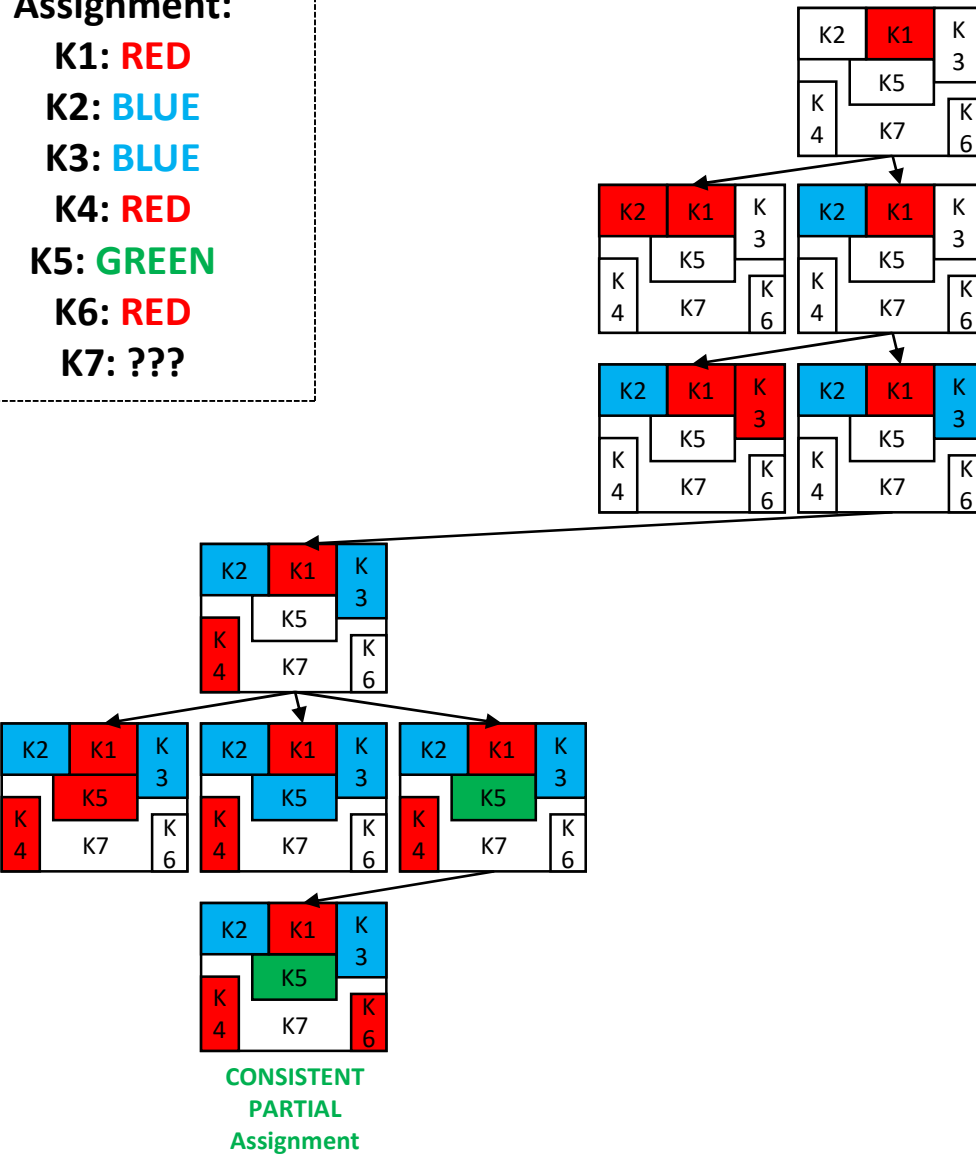 Assignment:
K1: RED
K2: BLUE
K3: BLUE
K4: RED
K5: GREEN
K6: RED
K7: ???
K2 K1 K
3
K5
K
4
K7
K
6
K2 K1 K
3
K5
K
4
K7
K
6
K2 K1 K
3
K5
K
4
K7
K
6
K2 K1 K
3
K5
K
4
K7
K
6
K2 K1 K
3
K5
K
4
K7
K
6
K2 K1 K
3
K5
K
4
K7
K
6
K2 K1 K
3
K5
K
4
K7
K
6
K2 K1 K
3
K5
K
4
K7
K
6
K2 K1 K
3
K5
K
4
K7
K
6
K2 K1 K
3
K5
K
4
K7
K
6
CONSISTENT
PARTIAL
Assignment